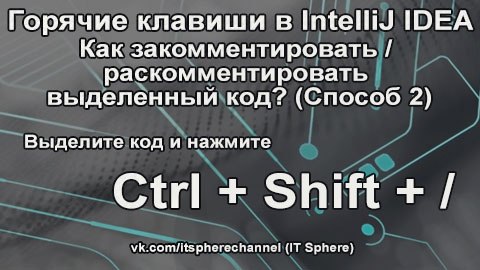 Горячие клавиши в IntelliJ IDEA
Как закомментировать /
раскомментировать
выделенный код? (Способ 2)
Выделите код и нажмите
Ctrl + Shift + /
vk.com/itspherechannel (IT Sphere)